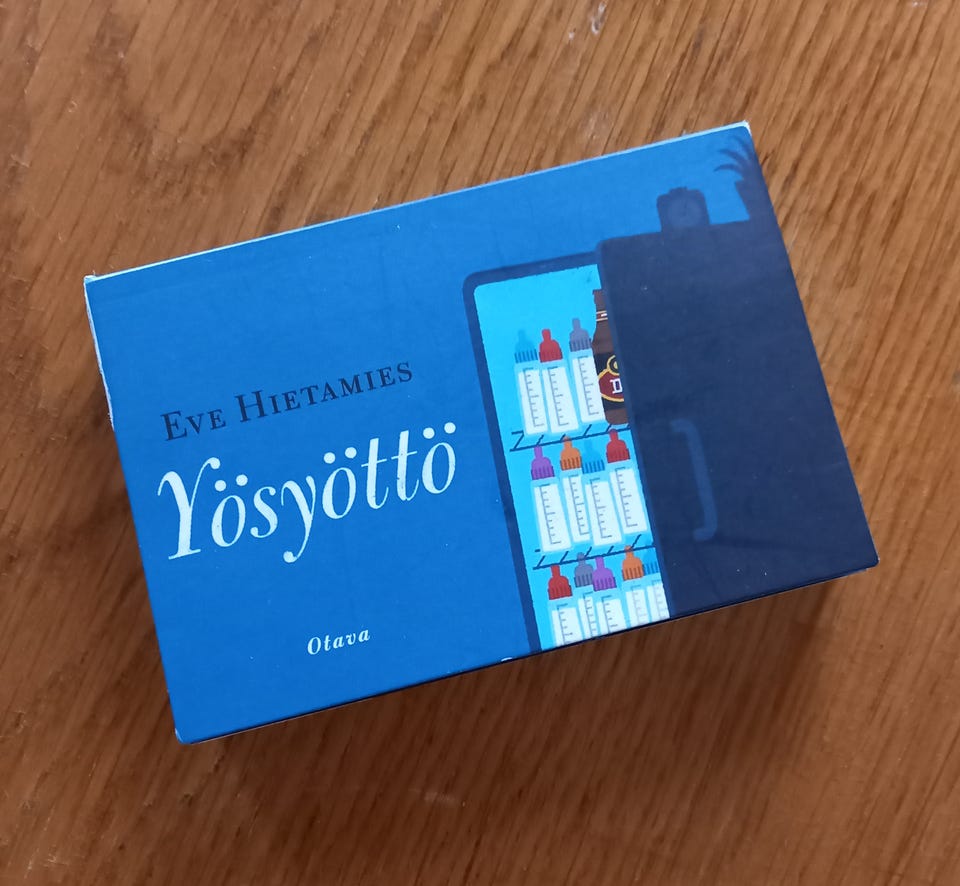 Eve Hietamies
Yösyöttö
Otava